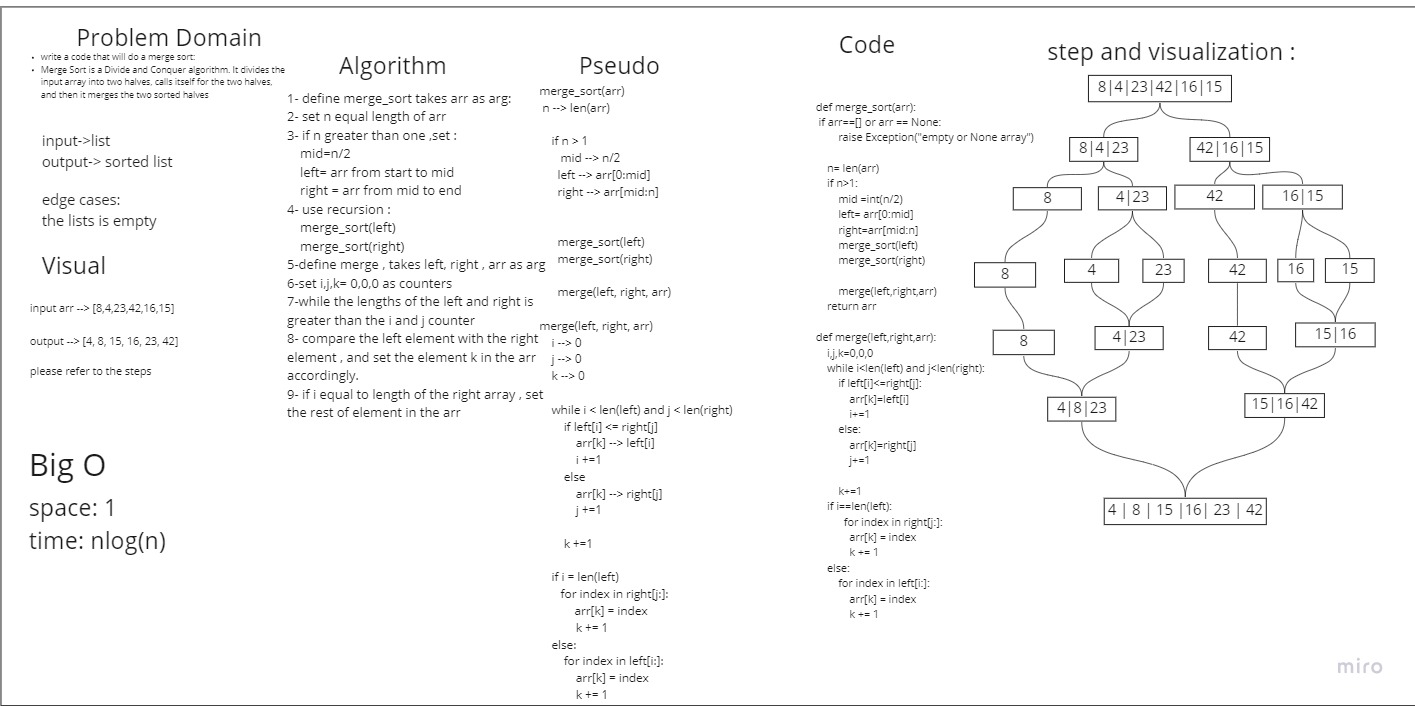 Problem Domain
• write a code that will do a merge sort:
• Merge Sort is a Divide and Conquer algorithm. It divides the
input array into two halves, calls itself for the two halves,
and then it merges the two sorted halves
input->list
output-> sorted list
edge cases:
the lists is empty
Visual
input arr --> [8,4,23,42,16,15]
output --> [4, 8, 15, 16, 23, 42]
please refer to the steps
Big O
space: 1
time: nlog(n)
Algorithm
1- define merge_sort takes arr as arg:
2- set n equal length of arr
3- if n greater than one ,set :
mid=n/2
left= arr from start to mid
right = arr from mid to end
4- use recursion :
merge_sort(left)
merge_sort(right)
5-define merge , takes left, right , arr as arg
6-set i,j,k= 0,0,0 as counters
7-while the lengths of the left and right is
greater than the i and j counter
8- compare the left element with the right
element , and set the element k in the arr
accordingly.
9- if i equal to length of the right array , set
the rest of element in the arr
Pseudo
merge_sort(arr)
n --> len(arr)
if n > 1
mid --> n/2
left --> arr[0:mid]
right --> arr[mid:n]
merge_sort(left)
merge_sort(right)
merge(left, right, arr)
merge(left, right, arr)
i --> 0
j --> 0
k --> 0
while i < len(left) and j < len(right)
if left[i] <= right[j]
arr[k] --> left[i]
i +=1
else
arr[k] --> right[j]
j +=1
k +=1
if i = len(left)
for index in right[j:]:
arr[k] = index
k += 1
else:
for index in left[i:]:
arr[k] = index
k += 1
Code
def merge_sort(arr):
if arr==[] or arr == None:
raise Exception("empty or None array")
n= len(arr)
if n>1:
mid =int(n/2)
left= arr[0:mid]
right=arr[mid:n]
merge_sort(left)
merge_sort(right)
merge(left,right,arr)
return arr
def merge(left,right,arr):
i,j,k=0,0,0
while i<len(left) and j<len(right):
if left[i]<=right[j]:
arr[k]=left[i]
i+=1
else:
arr[k]=right[j]
j+=1
k+=1
if i==len(left):
for index in right[j:]:
arr[k] = index
k += 1
else:
for index in left[i:]:
arr[k] = index
k += 1
step and visualization :
8|4|23|42|16|15
8|4|23
42|16|15
8
4|23
42
16|15
8
4
23
42
16
15
8
4|23
42
15|16
4|8|23
15|16|42
4 | 8 | 15 |16| 23 | 42
miro